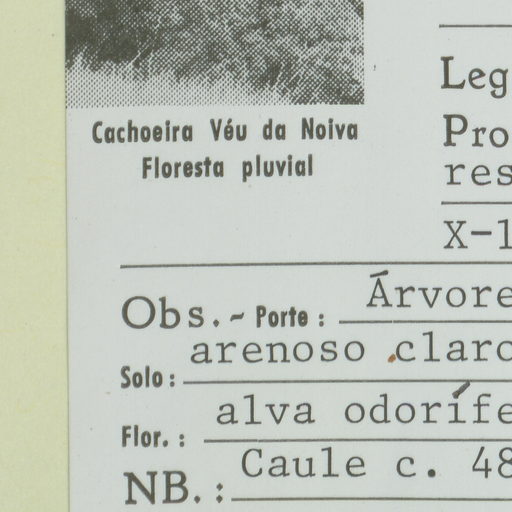 Cachoeira Véu da Noiva
Floresta pluvial
Leg
Pro
res
X-1
Obs.~ Porte: Árvore
Solo: arenoso claro
Flor.: alva odorífe
NB.: Caule c. 48